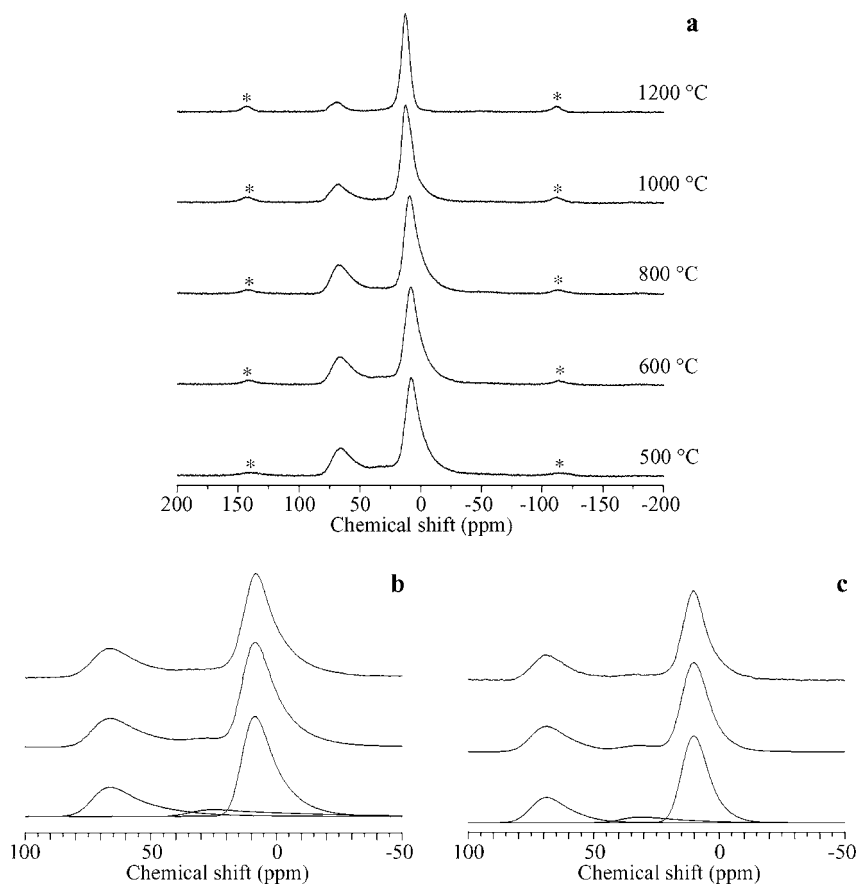 a
* * 1200 °C
* * 1000 °C
* * 800 °C
* * 600 °C
* * 500 °C
200 150 100 50 0 -50 -100 -150 -200
Chemical shift (ppm)
b
100 50 0 -50
Chemical shift (ppm)
c
100 50 0 -50
Chemical shift (ppm)